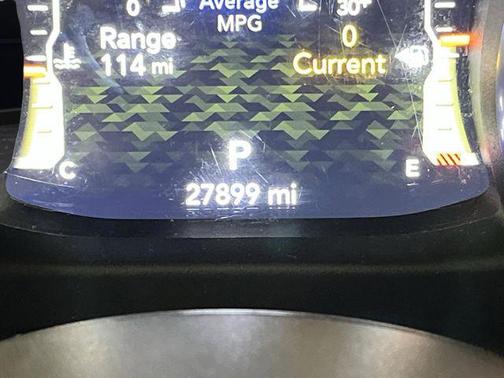 0 Average 30+
MPG
Range 0
114 mi Current
P
C E
27899 mi